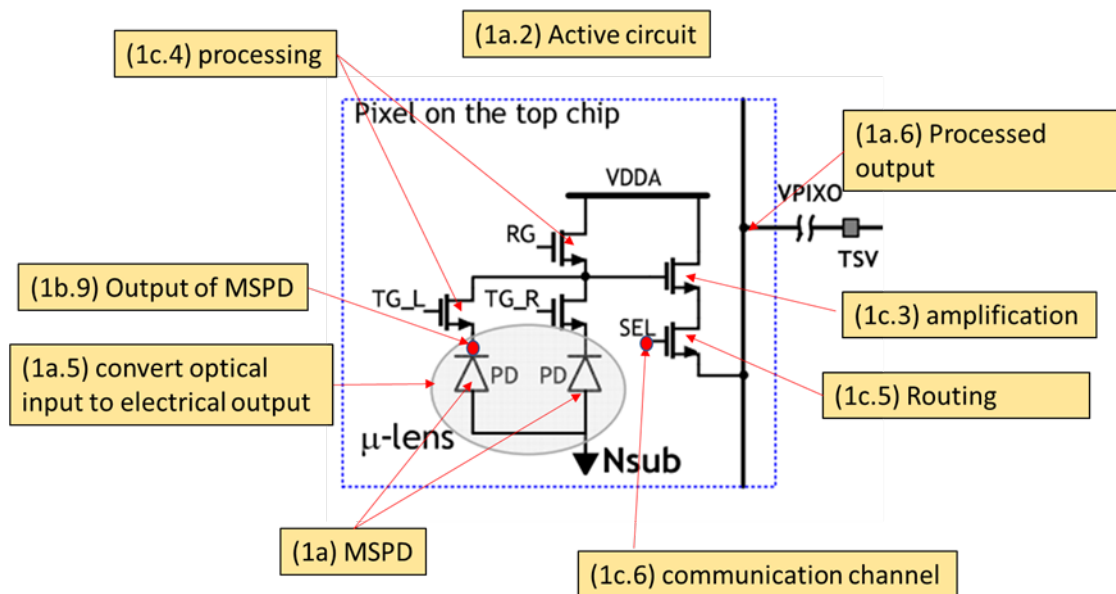 (1a.2) Active circuit
(1c.4) processing
Pixel on the top chip
(1a.6) Processed
output
VDDA
VPIXO
RG
TSV
(1b.9) Output of MSPD
TG_L
TG_R
(1c.3) amplification
SEL
(1a.5) convert optical
input to electrical output
PD
PD
(1c.5) Routing
μ-lens
Nsub
(1a) MSPD
(1c.6) communication channel